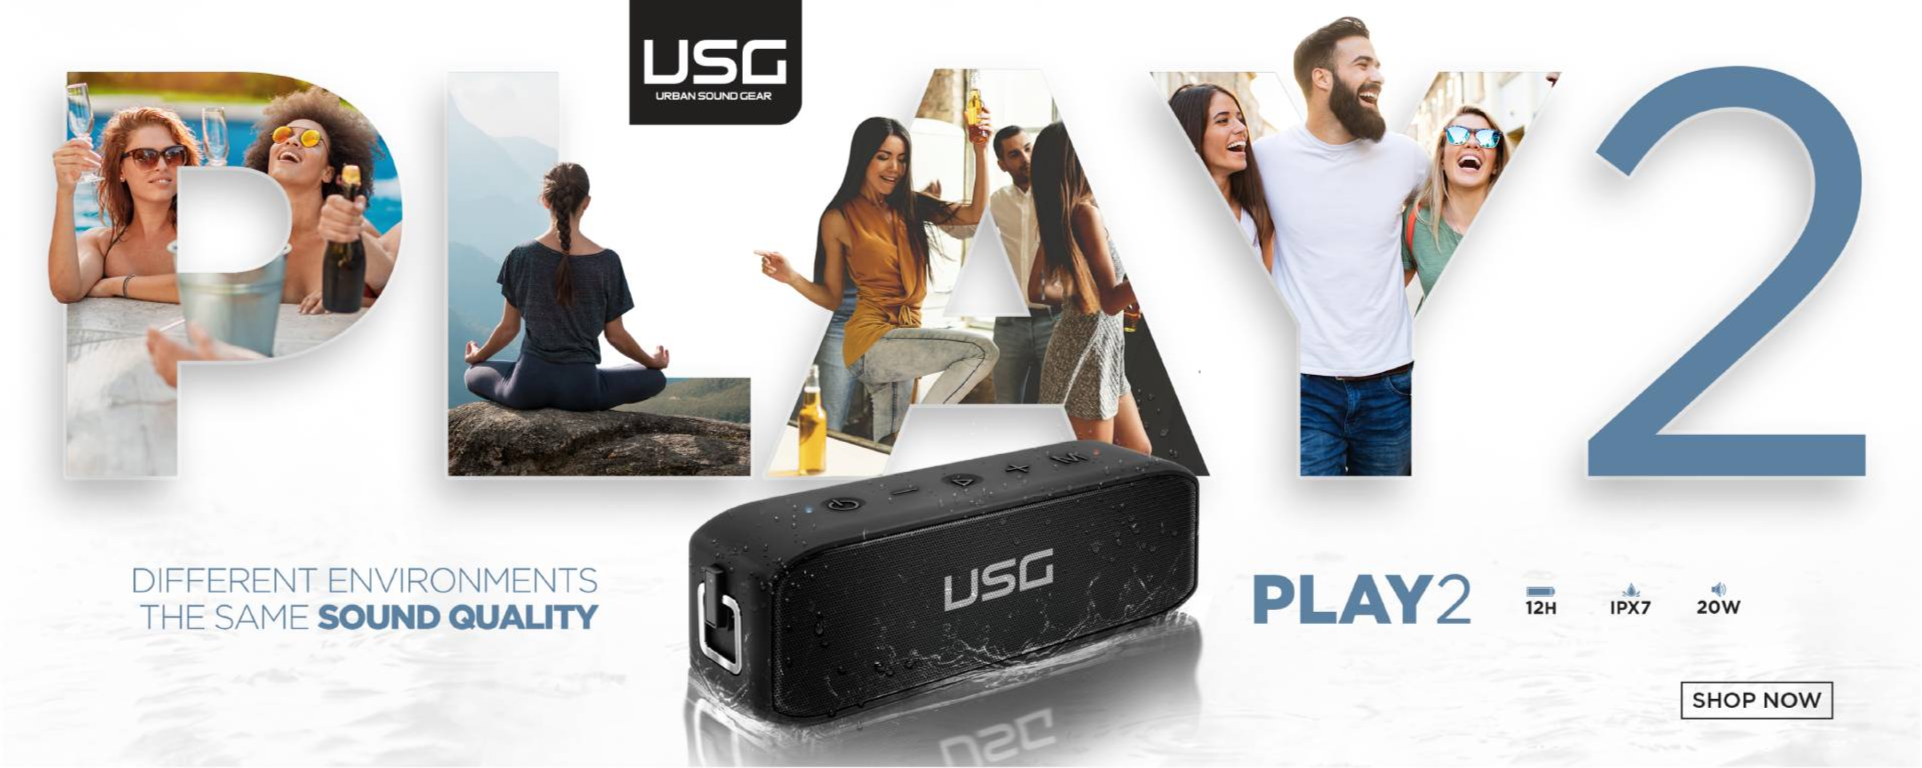 USG
URBAN SOUND GEAR
PLAY2
DIFFERENT ENVIRONMENTS
THE SAME SOUND QUALITY
USG
PLAY2
12H
IPX7
20W
SHOP NOW